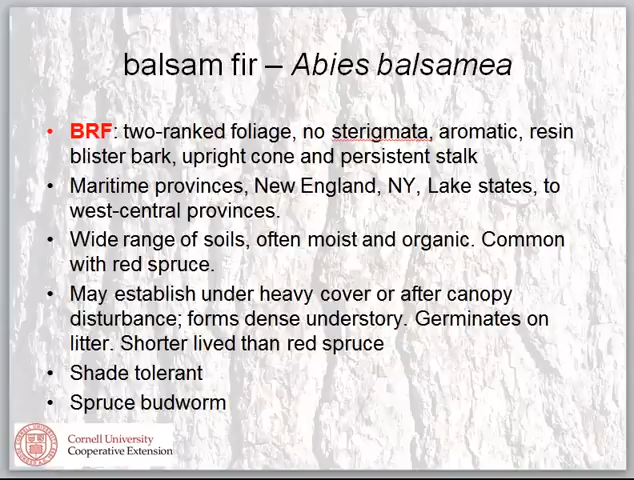 balsam fir – Abies balsamea
• BRF: two-ranked foliage, no sterigmata, aromatic, resin
blister bark, upright cone and persistent stalk
• Maritime provinces, New England, NY, Lake states, to
west-central provinces.
• Wide range of soils, often moist and organic. Common
with red spruce.
• May establish under heavy cover or after canopy
disturbance; forms dense understory. Germinates on
litter. Shorter lived than red spruce
• Shade tolerant
• Spruce budworm
Cornell University
Cooperative Extension